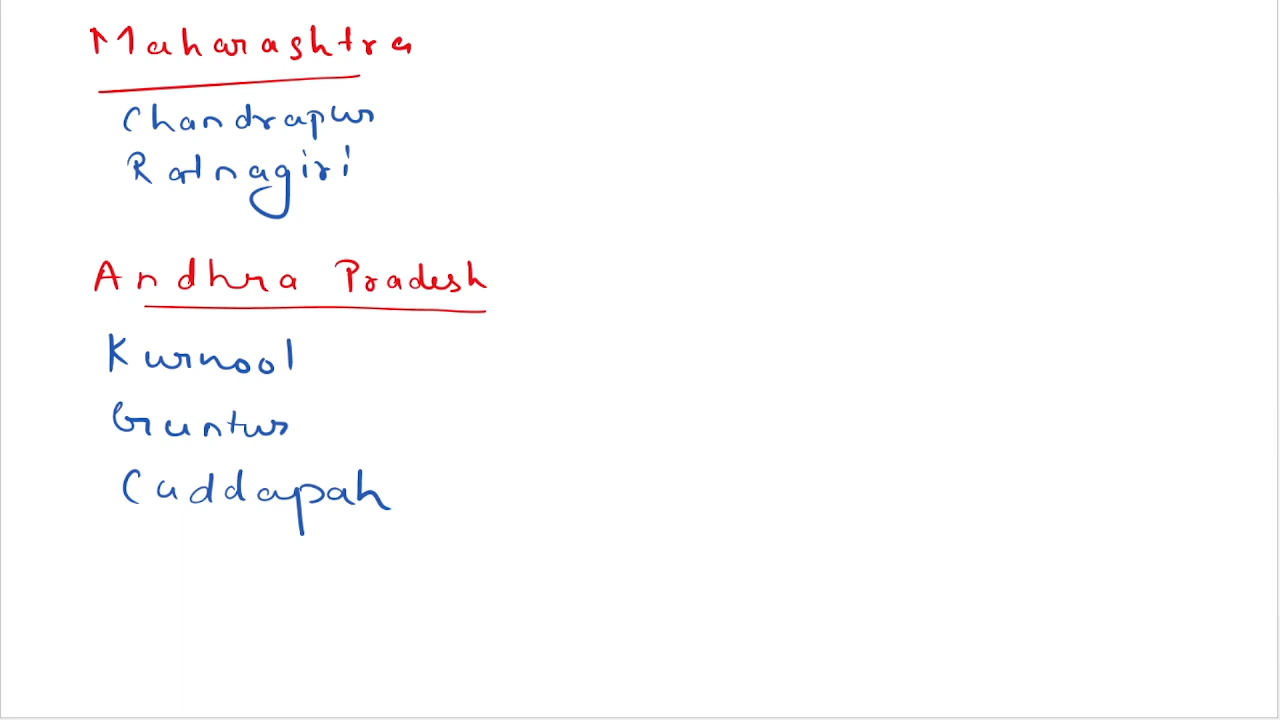 Maharashtra
Chandrapur
Ratnagiri
Andhra Pradesh
Kurnool
Guntur
Cuddapah